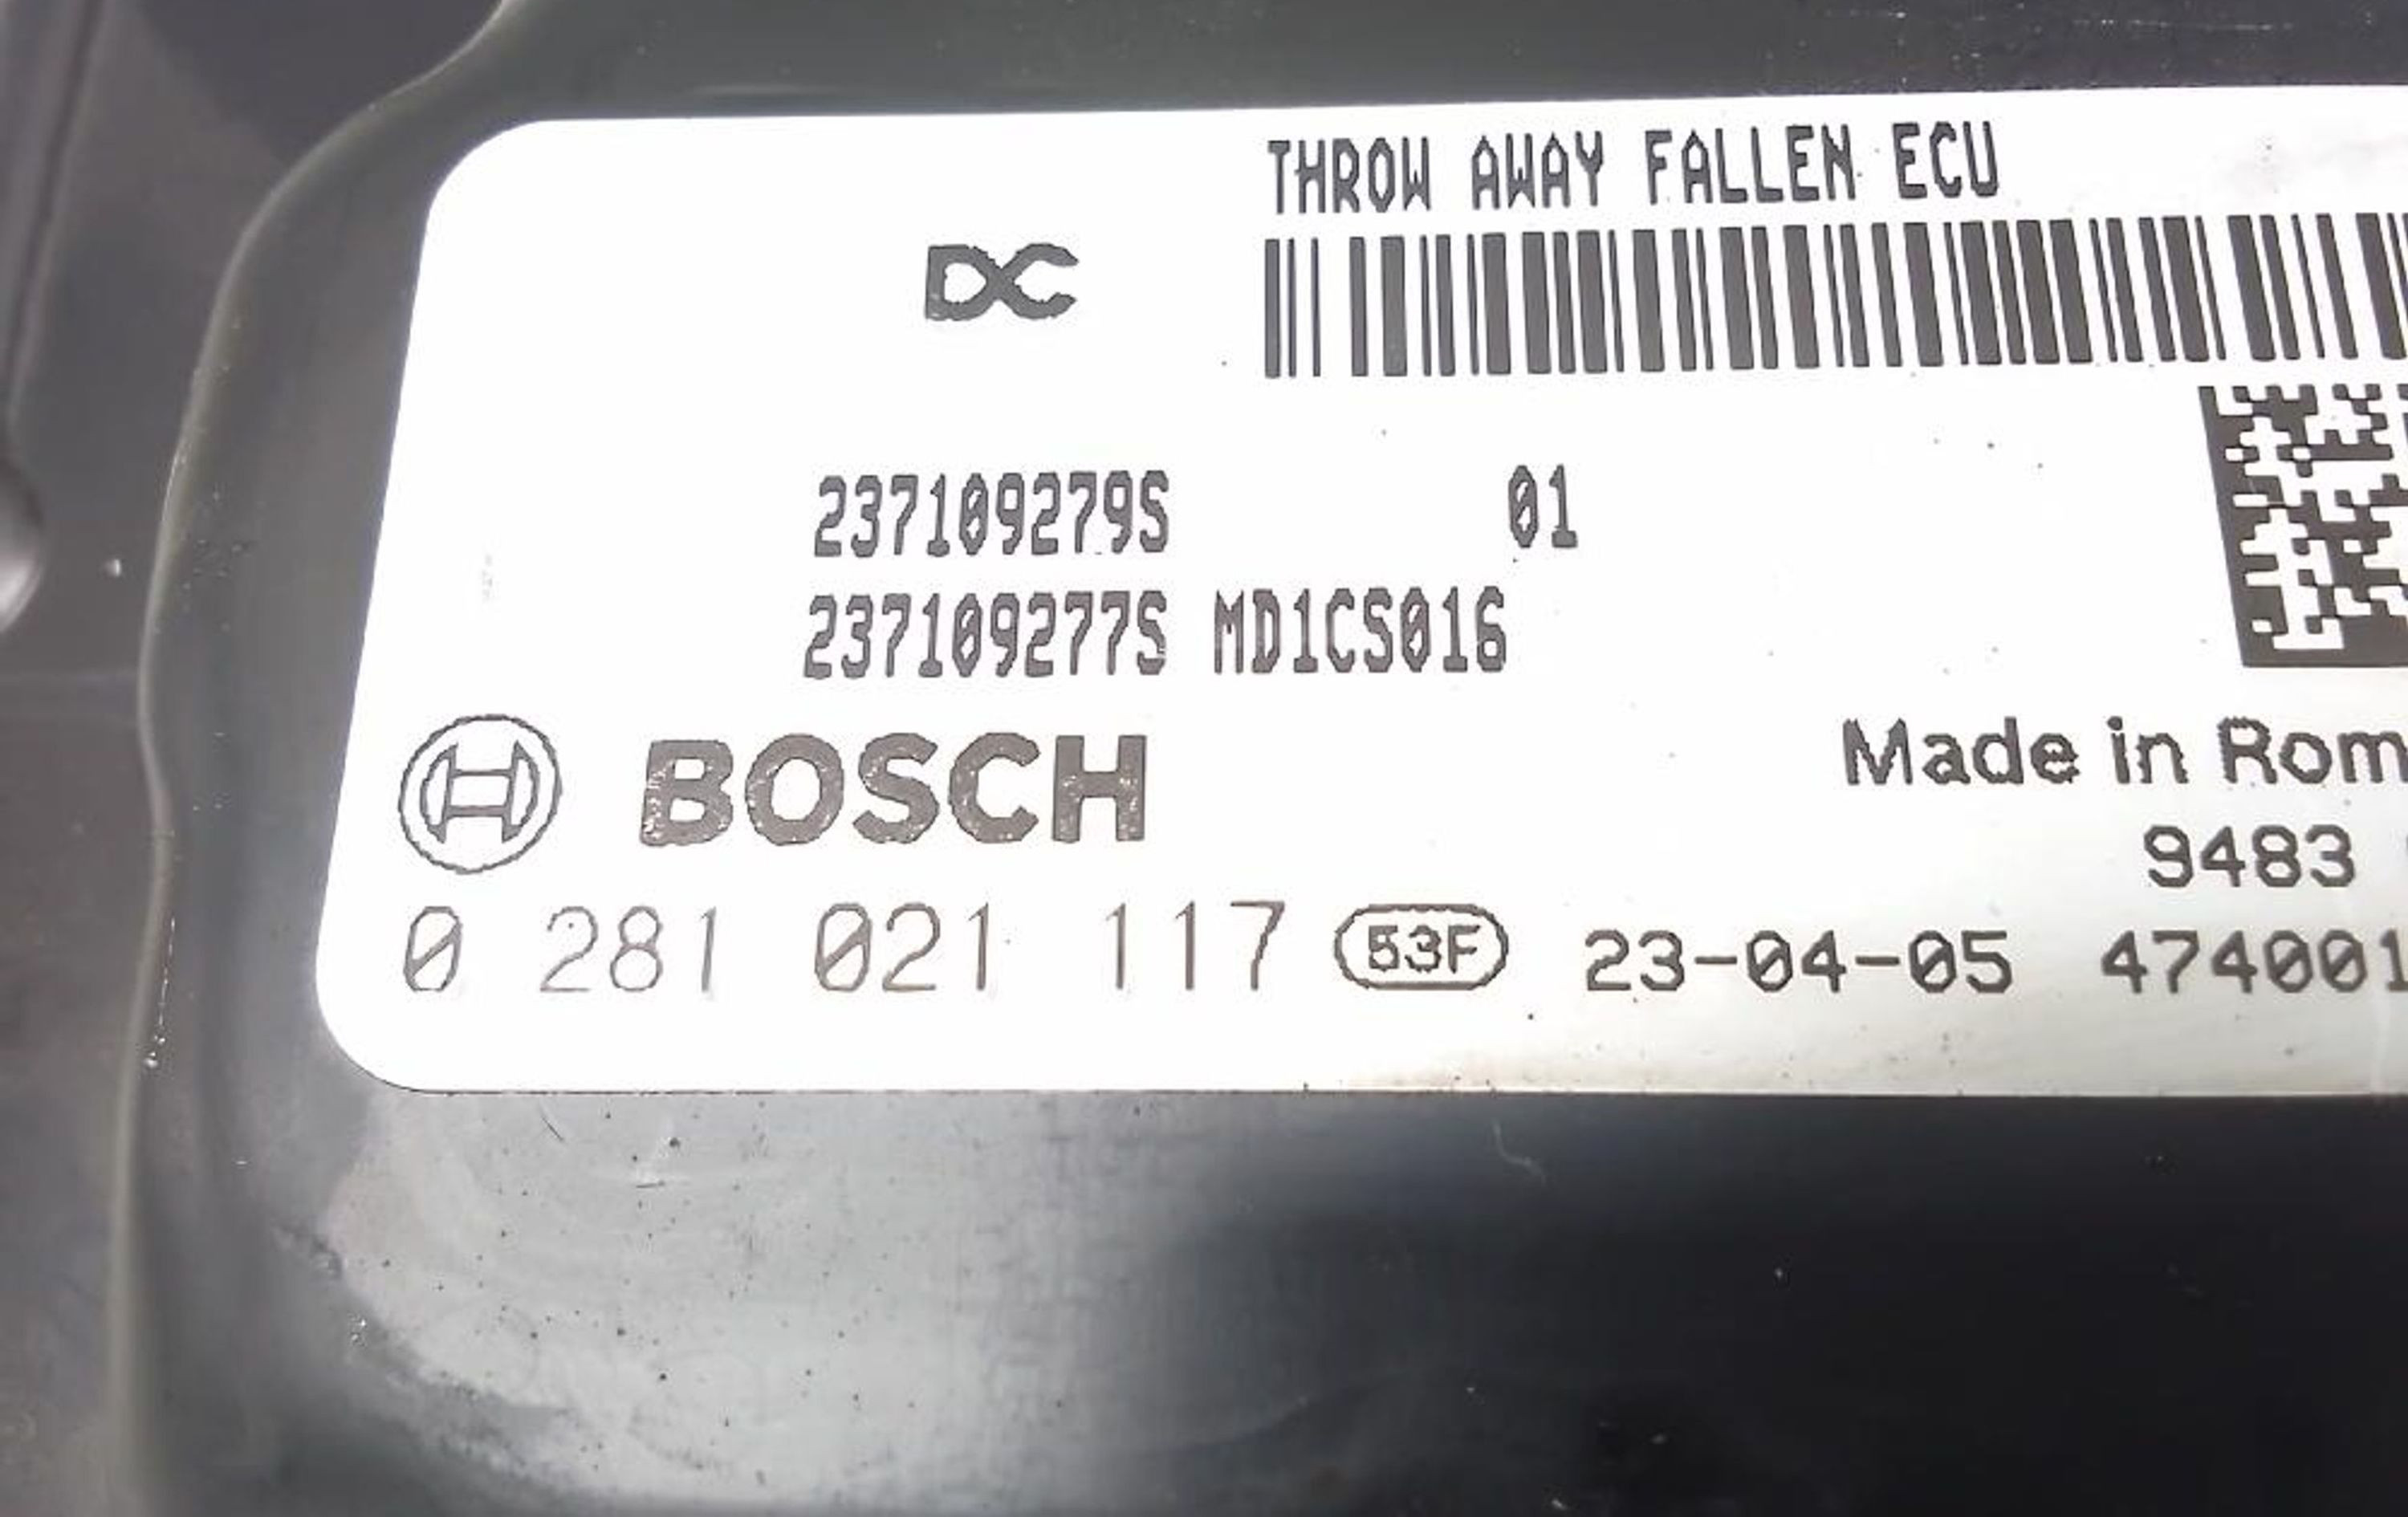 THROW AWAY FALLEN ECU
DC
237109279S 01
237109277S MD1CS016
BOSCH
Made in Rom
9483
0 281 021 117 53F 23-04-05 474001